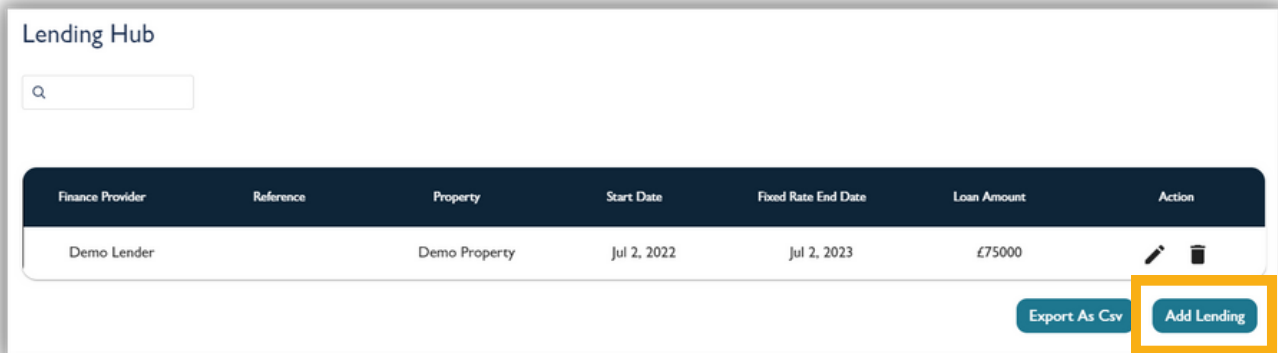 Lending Hub
Finance Provider Reference Property Start Date Fixed Rate End Date Loan Amount Action
Demo Lender Demo Property Jul 2, 2022 Jul 2, 2023 £75000
Export As Csv Add Lending